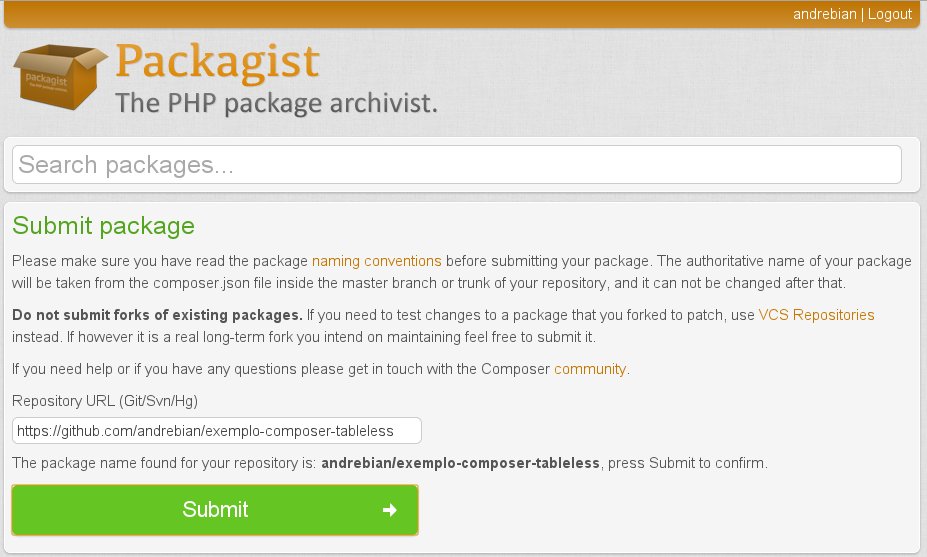 andrebian | Logout
packagist
Packagist
The PHP package archivist.
Search packages...
Submit package
Please make sure you have read the package naming conventions before submitting your package. The authoritative name of your package
will be taken from the composer.json file inside the master branch or trunk of your repository, and it can not be changed after that.
Do not submit forks of existing packages. If you need to test changes to a package that you forked to patch, use VCS Repositories
instead. If however it is a real long-term fork you intend on maintaining feel free to submit it.
If you need help or if you have any questions please get in touch with the Composer community.
Repository URL (Git/Svn/Hg)
https://github.com/andrebian/exemplo-composer-tableless
The package name found for your repository is: andrebian/exemplo-composer-tableless, press Submit to confirm.
Submit